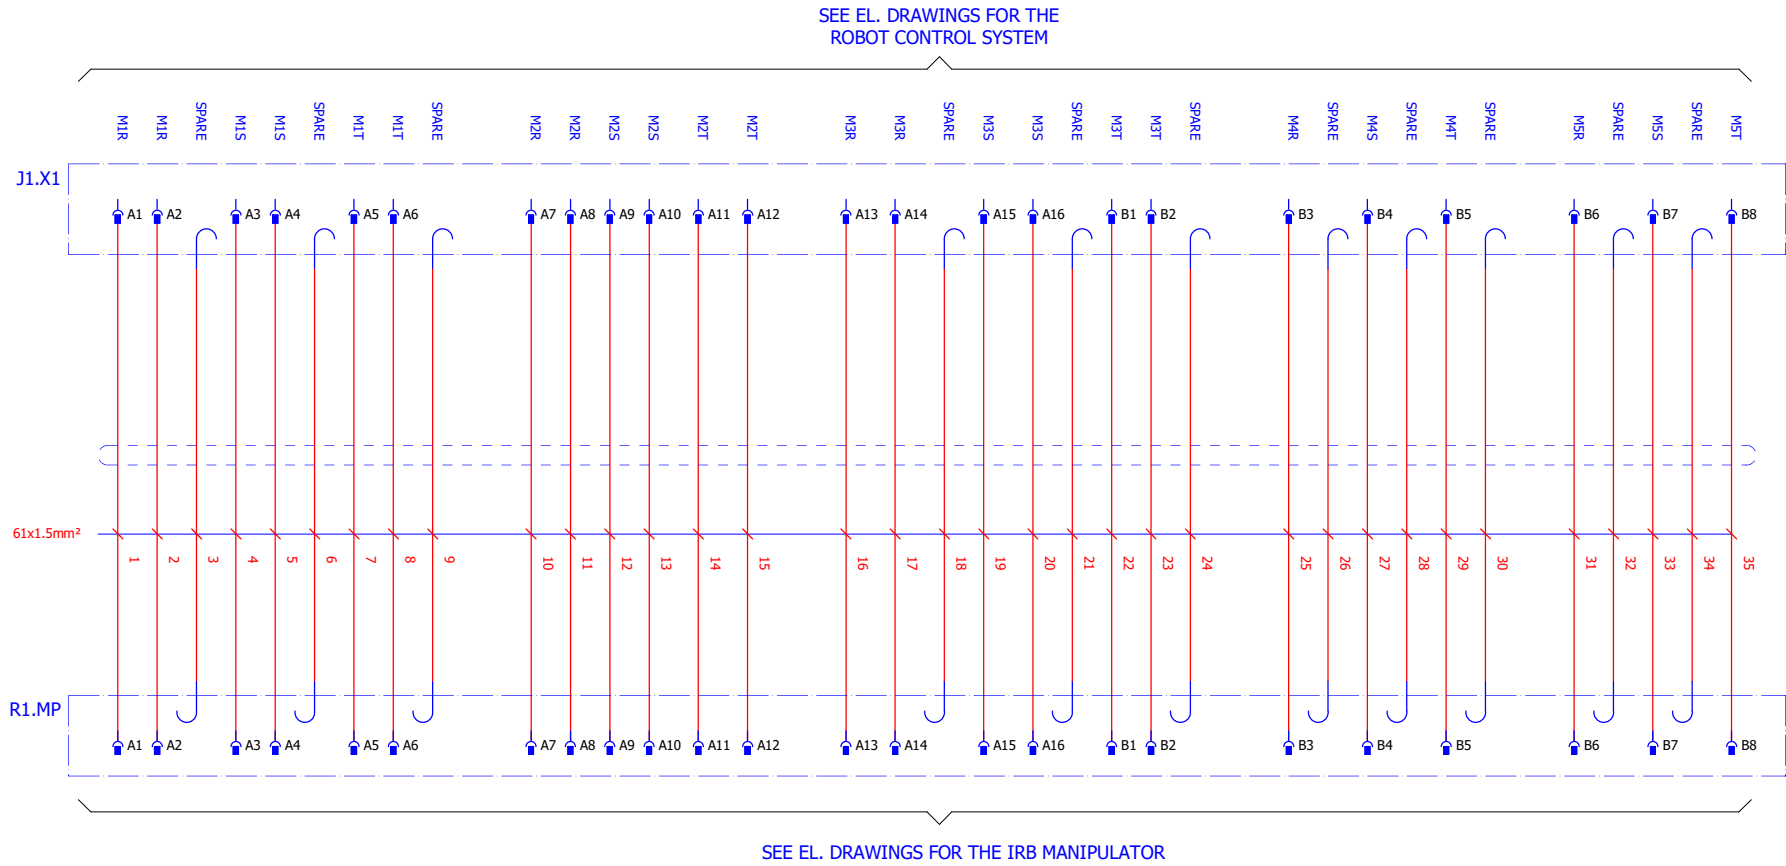 SEE EL. DRAWINGS FOR THE
ROBOT CONTROL SYSTEM
M1R M1R SPARE M1S M1S SPARE M1T M1T SPARE M2R M2R M2S M2S M2T M2T M3R M3R SPARE M3S M3S SPARE M3T M3T SPARE M4R SPARE M4S SPARE M4T SPARE M5R SPARE M5S SPARE M5T
J1.X1
A1 A2 A3 A4 A5 A6 A7 A8 A9 A10 A11 A12 A13 A14 A15 A16 B1 B2 B3 B4 B5 B6 B7 B8
61x1.5mm²
1 2 3 4 5 6 7 8 9 10 11 12 13 14 15 16 17 18 19 20 21 22 23 24 25 26 27 28 29 30 31 32 33 34 35
R1.MP
A1 A2 A3 A4 A5 A6 A7 A8 A9 A10 A11 A12 A13 A14 A15 A16 B1 B2 B3 B4 B5 B6 B7 B8
SEE EL. DRAWINGS FOR THE IRB MANIPULATOR